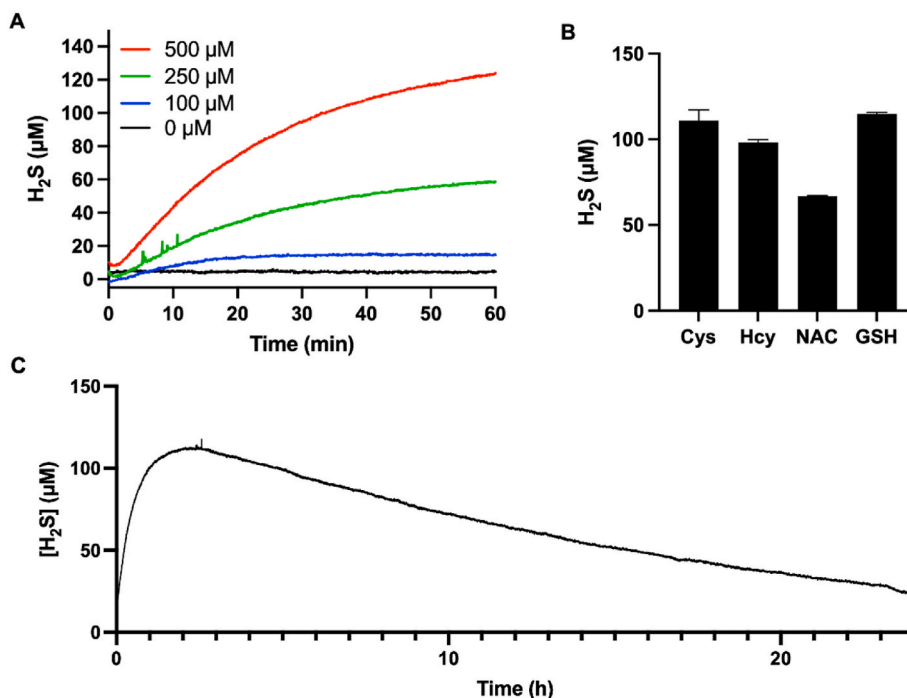 A
140
120
100
80
60
40
20
0
H₂S (µM)
500 µM
250 µM
100 µM
0 µM
0 10 20 30 40 50 60
Time (min)
B
150
100
50
0
H₂S (µM)
Cys Hcy NAC GSH
C
150
100
50
0
[H₂S] (µM)
0 10 20
Time (h)